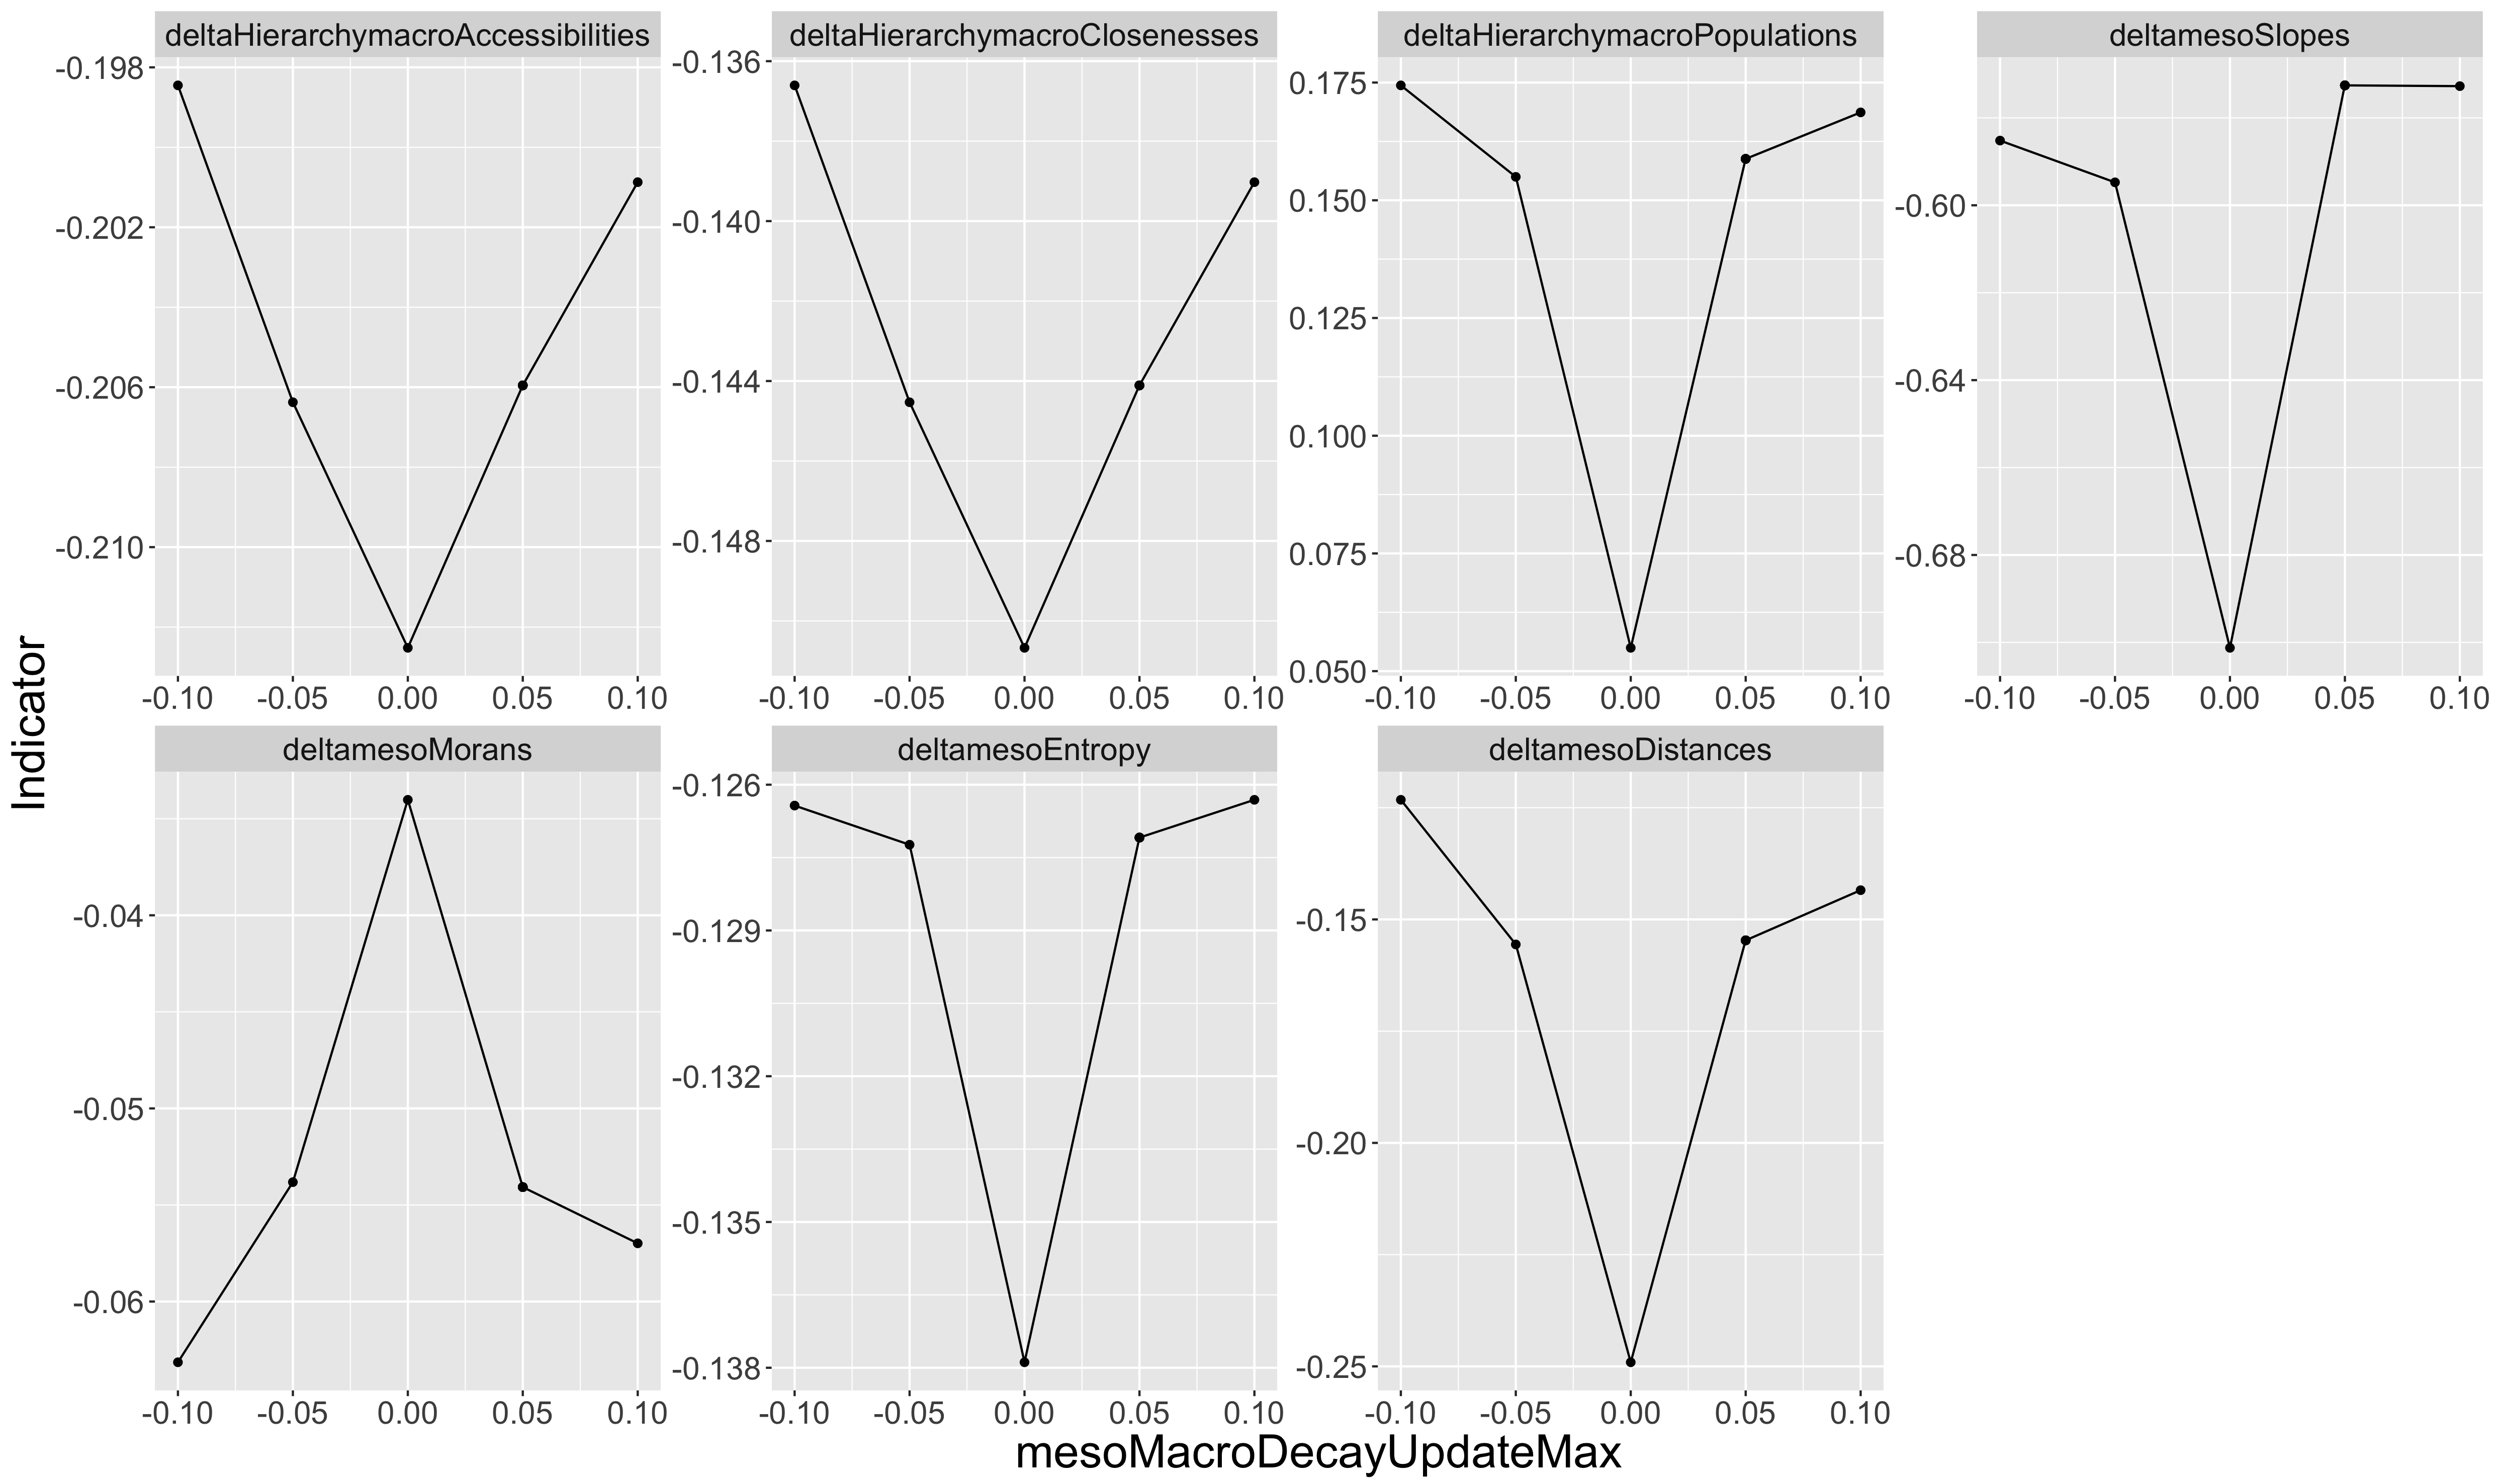 deltaHierarchymacroAccessibilities
deltaHierarchymacroClosenesses
deltaHierarchymacroPopulations
deltamesoSlopes
-0.198
-0.202
-0.206
-0.210
-0.136
-0.140
-0.144
-0.148
0.175
0.150
0.125
0.100
0.075
0.050
-0.60
-0.64
-0.68
-0.10 -0.05 0.00 0.05 0.10
-0.10 -0.05 0.00 0.05 0.10
-0.10 -0.05 0.00 0.05 0.10
-0.10 -0.05 0.00 0.05 0.10
Indicator
deltamesoMorans
deltamesoEntropy
deltamesoDistances
-0.04
-0.05
-0.06
-0.126
-0.129
-0.132
-0.135
-0.138
-0.15
-0.20
-0.25
-0.10 -0.05 0.00 0.05 0.10
-0.10 -0.05 0.00 0.05 0.10
-0.10 -0.05 0.00 0.05 0.10
mesoMacroDecayUpdateMax